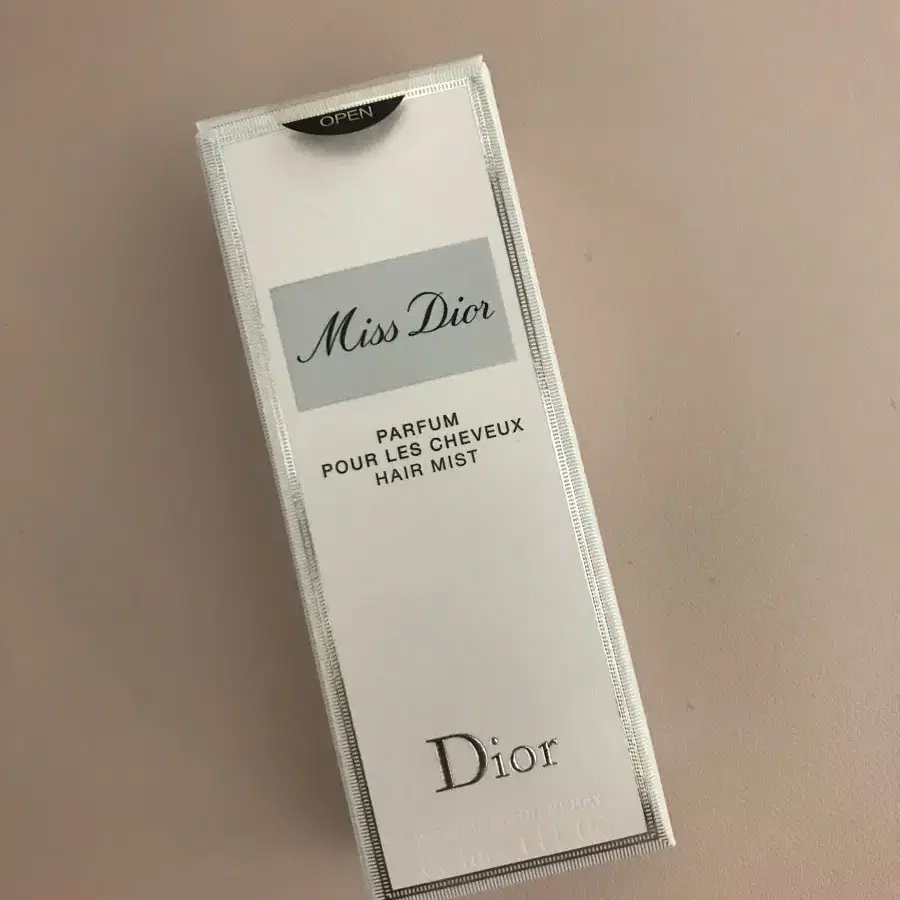 OPEN
Miss Dior
PARFUM
POUR LES CHEVEUX
HAIR MIST
Dior